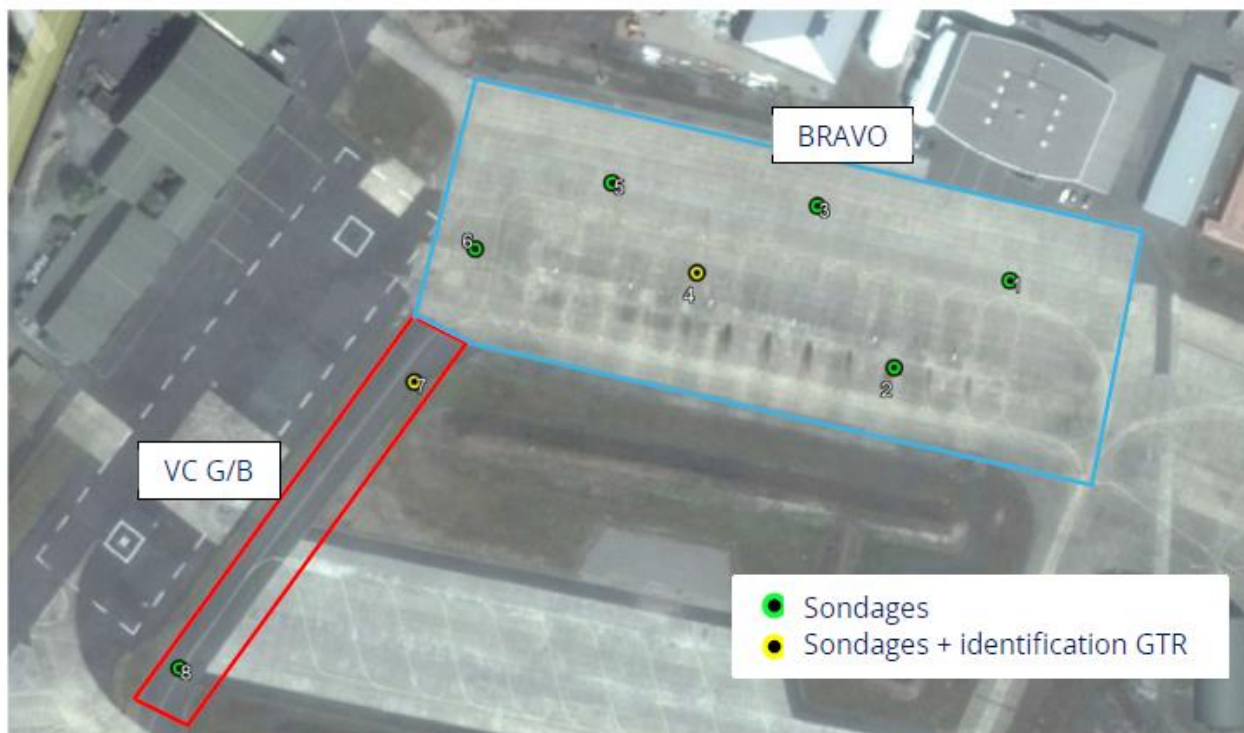 BRAVO
5
3
6
4
1
7
2
VC G/B
8
Sondages
Sondages + identification GTR